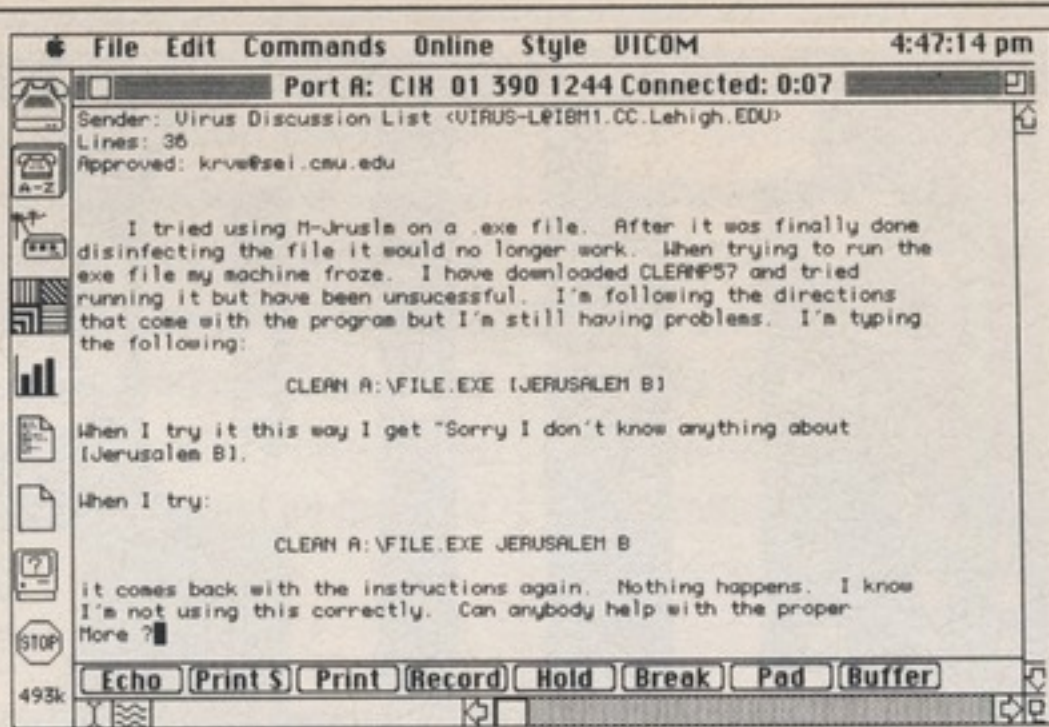 File Edit Commands Online Style VICOM 4:47:14 pm
Port A: CIX 01 390 1244 Connected: 0:07
Sender: Virus Discussion List <VIRUS-L@IBM1.CC.Lehigh.EDU>
Lines: 36
Approved: krvw@sei.cmu.edu
I tried using M-Jruslm on a .exe file. After it was finally done
disinfecting the file it would no longer work. When trying to run the
exe file my machine froze. I have downloaded CLEANP57 and tried
running it but have been unsucessful. I'm following the directions
that come with the program but I'm still having problems. I'm typing
the following:
CLEAN A:\FILE.EXE [JERUSALEM B]
When I try it this way I get "Sorry I don't know anything about
[Jerusalem B].
When I try:
CLEAN A:\FILE.EXE JERUSALEM B
it comes back with the instructions again. Nothing happens. I know
I'm not using this correctly. Can anybody help with the proper
More ?
A-Z
?
STOP
493k
Echo Print S Print Record Hold Break Pad Buffer